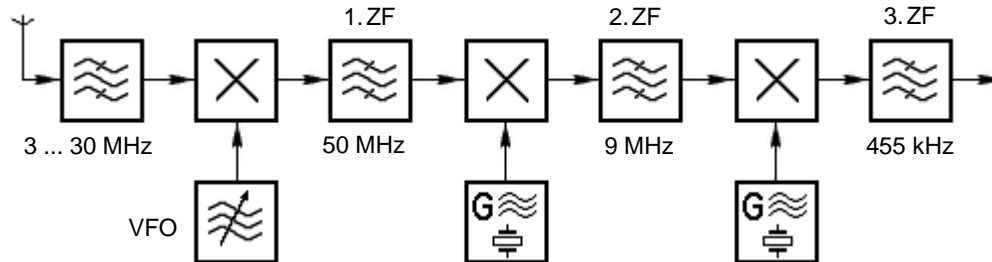 1. ZF 2. ZF 3. ZF
3 ... 30 MHz 50 MHz 9 MHz 455 kHz
VFO G G